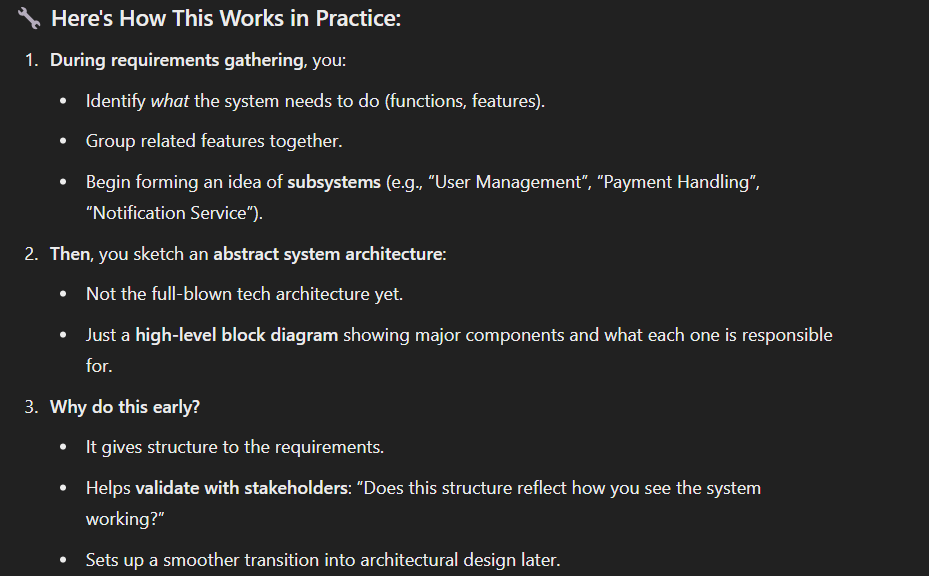 🔧 Here's How This Works in Practice:
1. During requirements gathering, you:
• Identify what the system needs to do (functions, features).
• Group related features together.
• Begin forming an idea of subsystems (e.g., “User Management”, “Payment Handling”,
“Notification Service”).
2. Then, you sketch an abstract system architecture:
• Not the full-blown tech architecture yet.
• Just a high-level block diagram showing major components and what each one is responsible
for.
3. Why do this early?
• It gives structure to the requirements.
• Helps validate with stakeholders: “Does this structure reflect how you see the system
working?”
• Sets up a smoother transition into architectural design later.